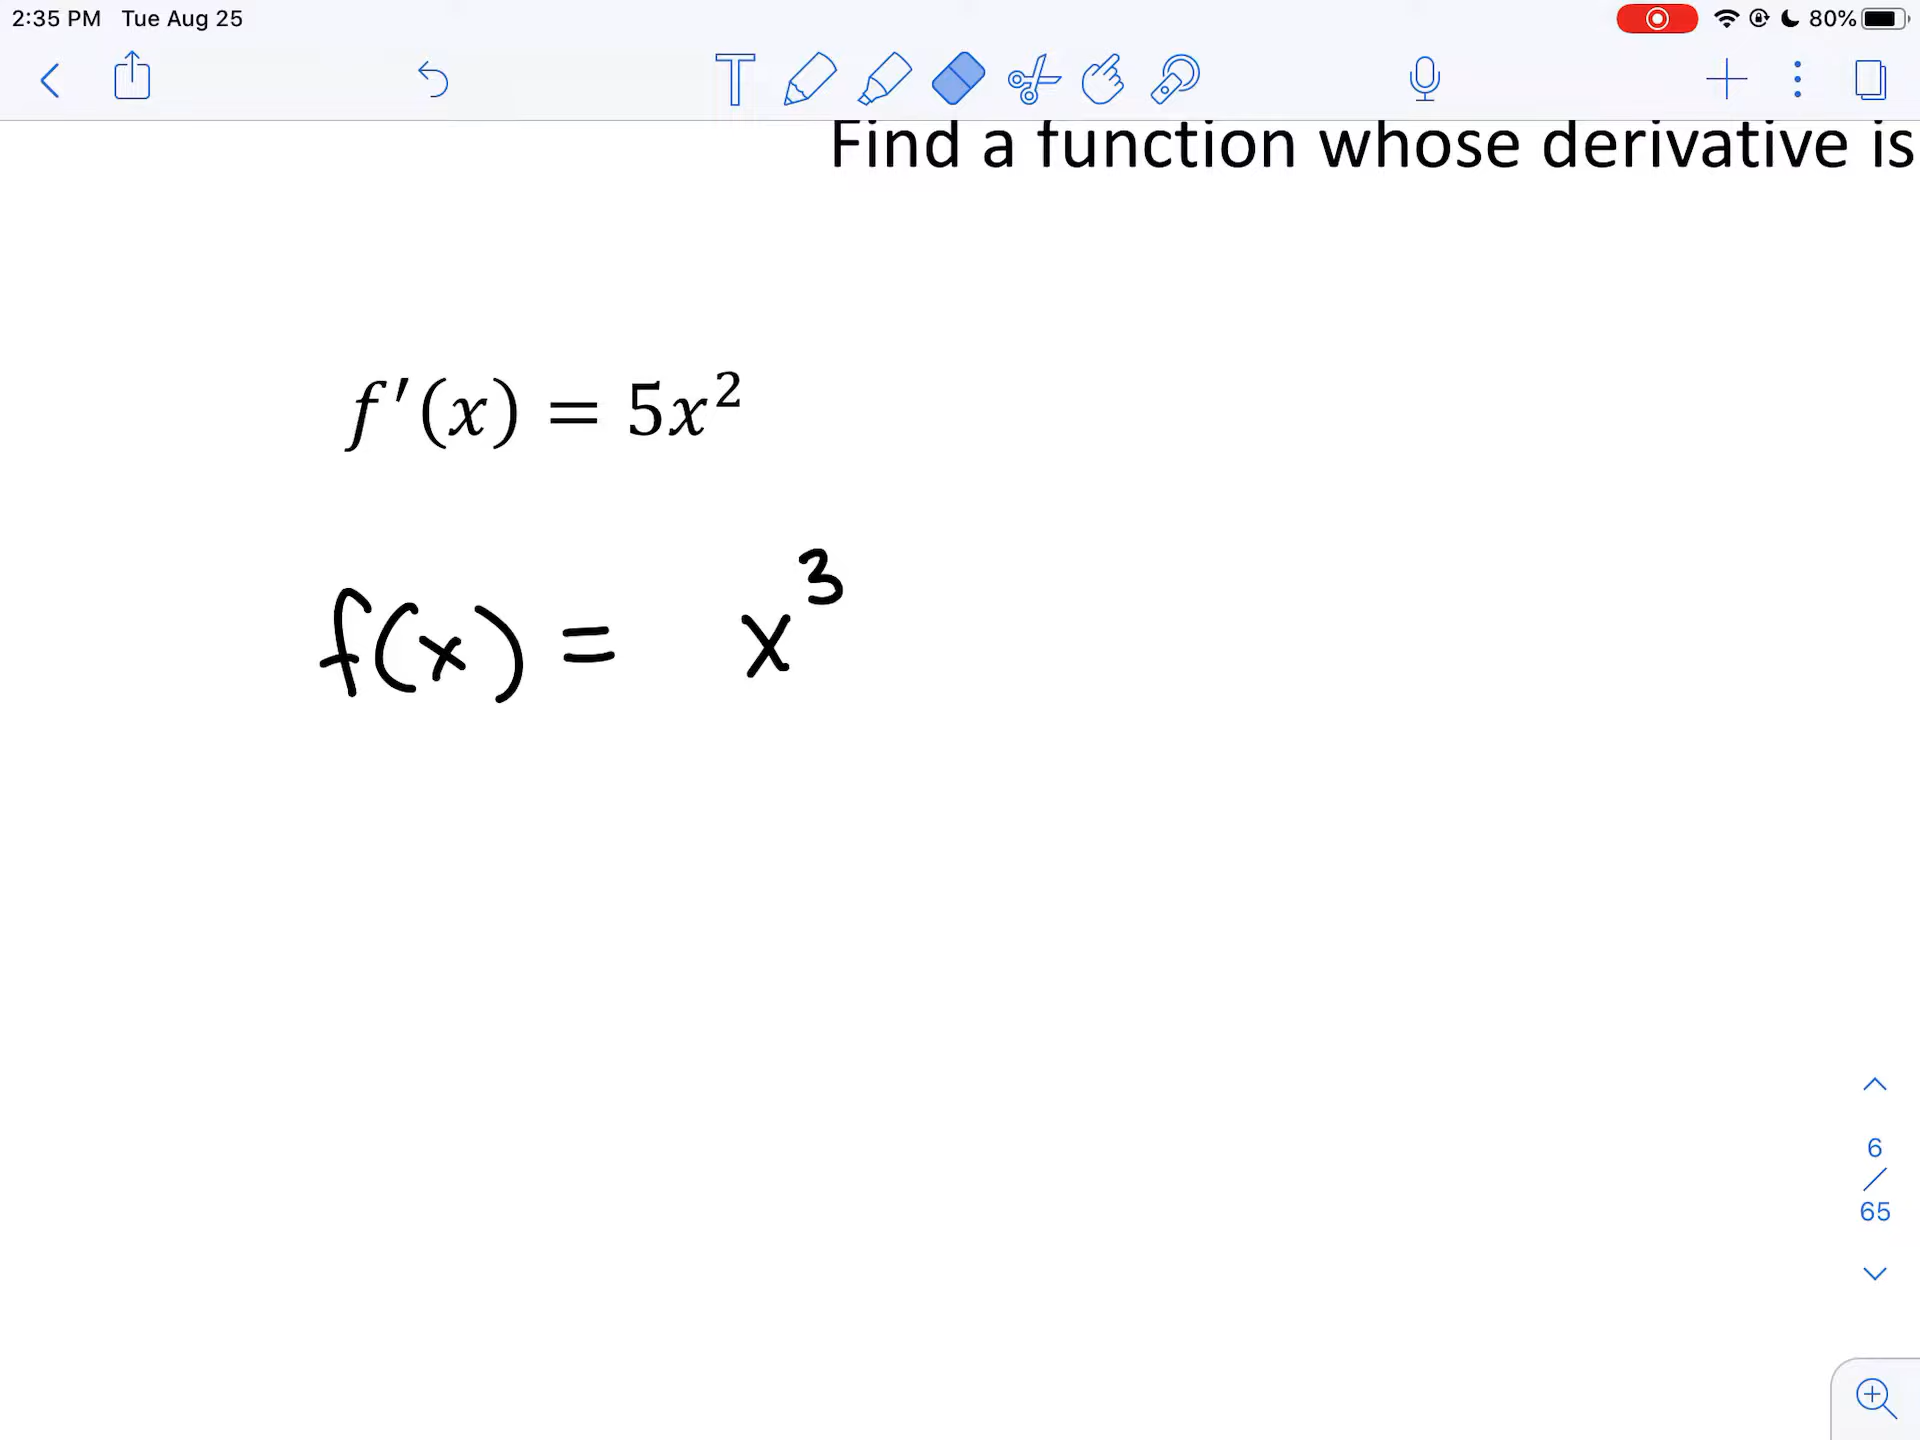 2:35 PM Tue Aug 25
80%
T
Find a function whose derivative is
f′(x) = 5x²
f(x) = x³
6
/
65